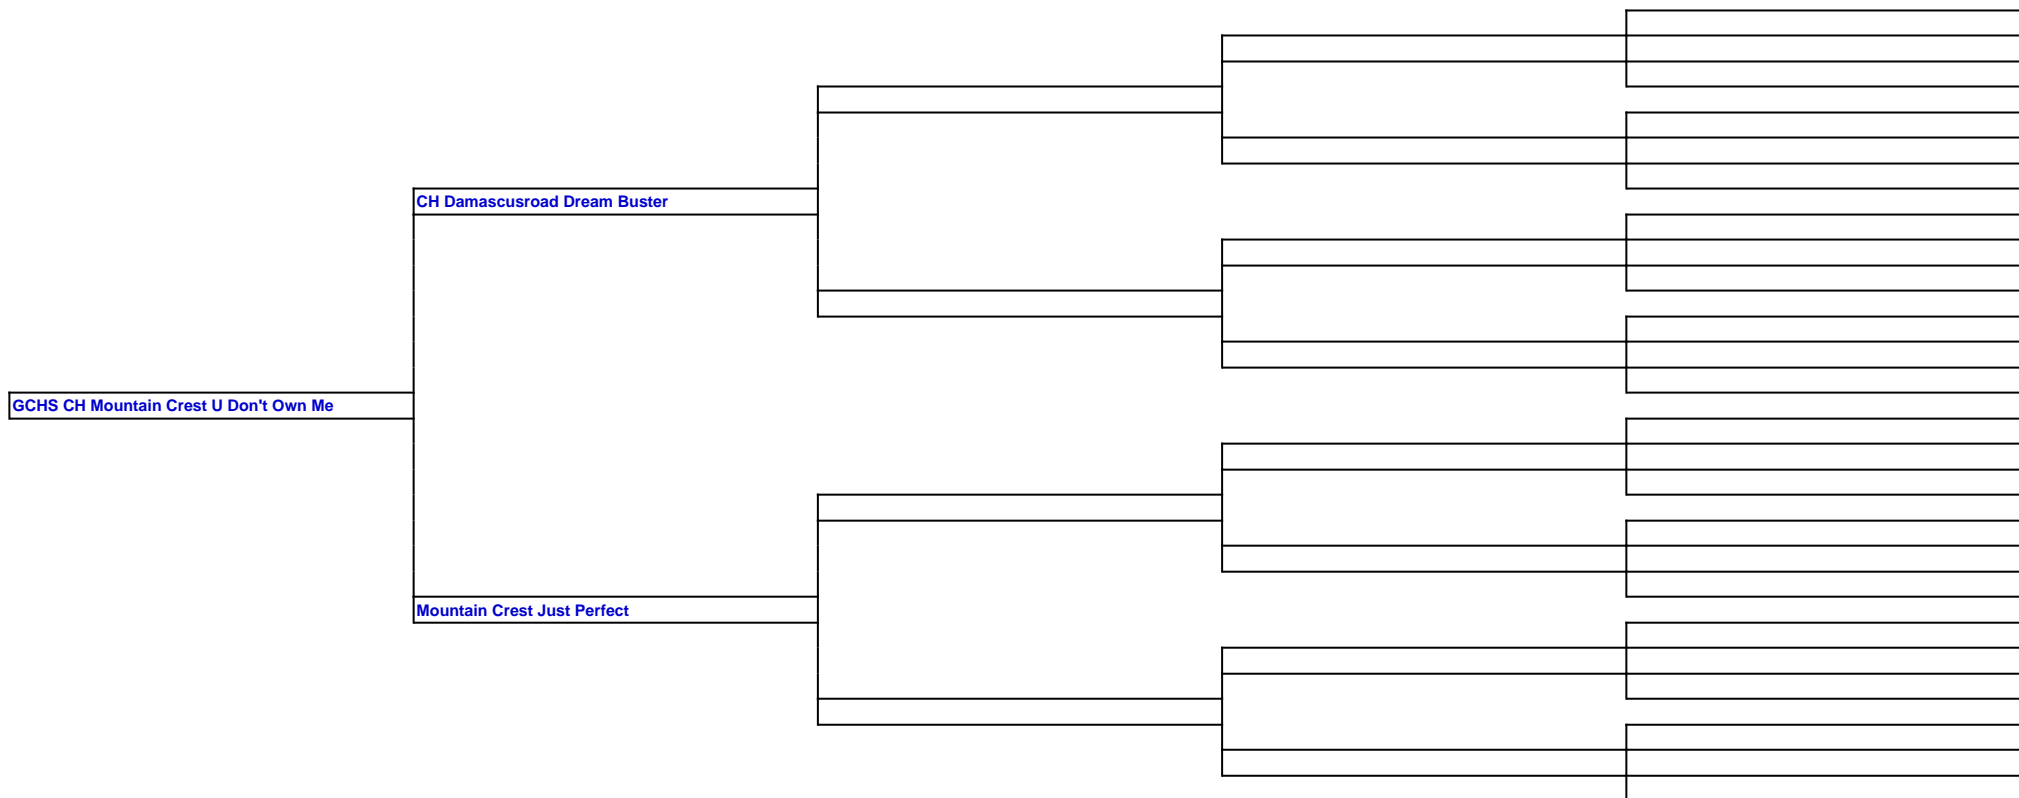 CH Damascusroad Dream Buster
GCHS CH Mountain Crest U Don't Own Me
Mountain Crest Just Perfect